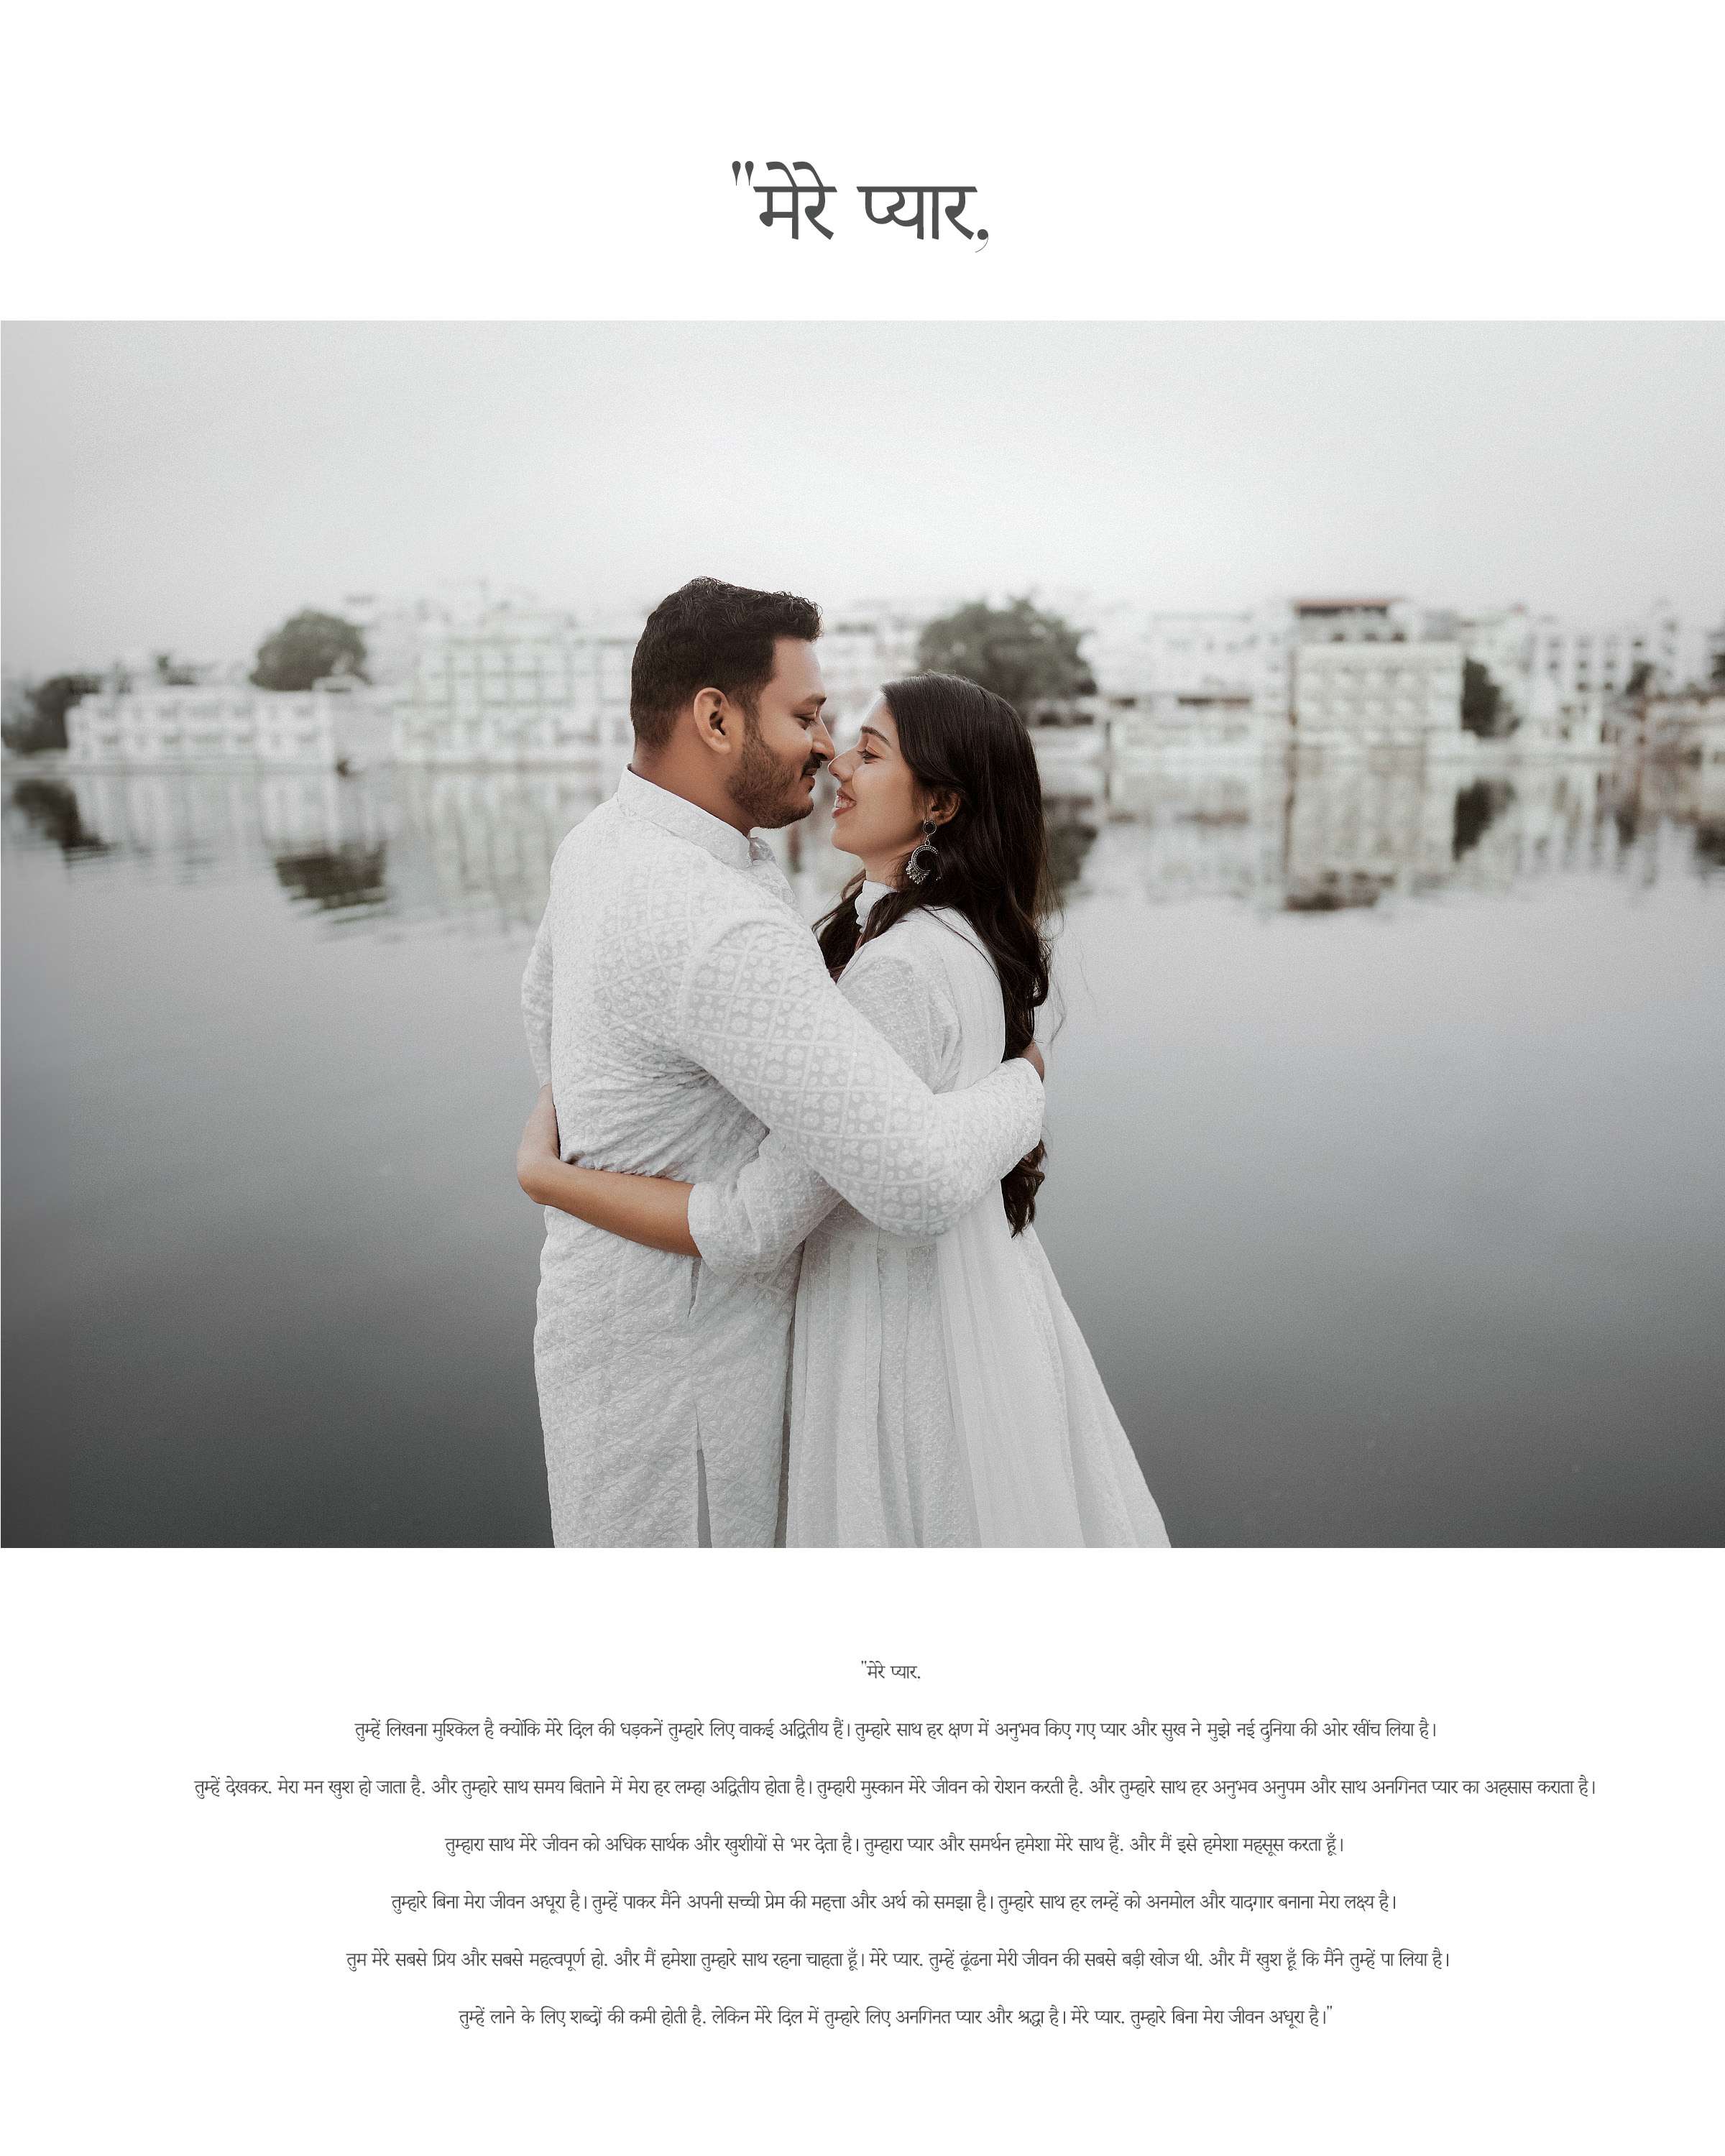 "मेरे प्यार,
"मेरे प्यार,
तुम्हें लिखना मुश्किल है क्योंकि मेरे दिल की धड़कनें तुम्हारे लिए वाकई अद्वितीय हैं। तुम्हारे साथ हर क्षण में अनुभव किए गए प्यार और सुख ने मुझे नई दुनिया की ओर खींच लिया है।
तुम्हें देखकर, मेरा मन खुश हो जाता है, और तुम्हारे साथ समय बिताने में मेरा हर लम्हा अद्वितीय होता है। तुम्हारी मुस्कान मेरे जीवन को रोशन करती है, और तुम्हारे साथ हर अनुभव अनुपम और साथ अनगिनत प्यार का अहसास कराता है।
तुम्हारा साथ मेरे जीवन को अधिक सार्थक और खुशीयों से भर देता है। तुम्हारा प्यार और समर्थन हमेशा मेरे साथ हैं, और मैं इसे हमेशा महसूस करता हूँ।
तुम्हारे बिना मेरा जीवन अधूरा है। तुम्हें पाकर मैंने अपनी सच्ची प्रेम की महत्ता और अर्थ को समझा है। तुम्हारे साथ हर लम्हें को अनमोल और यादगार बनाना मेरा लक्ष्य है।
तुम मेरे सबसे प्रिय और सबसे महत्वपूर्ण हो, और मैं हमेशा तुम्हारे साथ रहना चाहता हूँ। मेरे प्यार, तुम्हें ढूंढना मेरी जीवन की सबसे बड़ी खोज थी, और मैं खुश हूँ कि मैंने तुम्हें पा लिया है।
तुम्हें लाने के लिए शब्दों की कमी होती है, लेकिन मेरे दिल में तुम्हारे लिए अनगिनत प्यार और श्रद्धा है। मेरे प्यार, तुम्हारे बिना मेरा जीवन अधूरा है।"